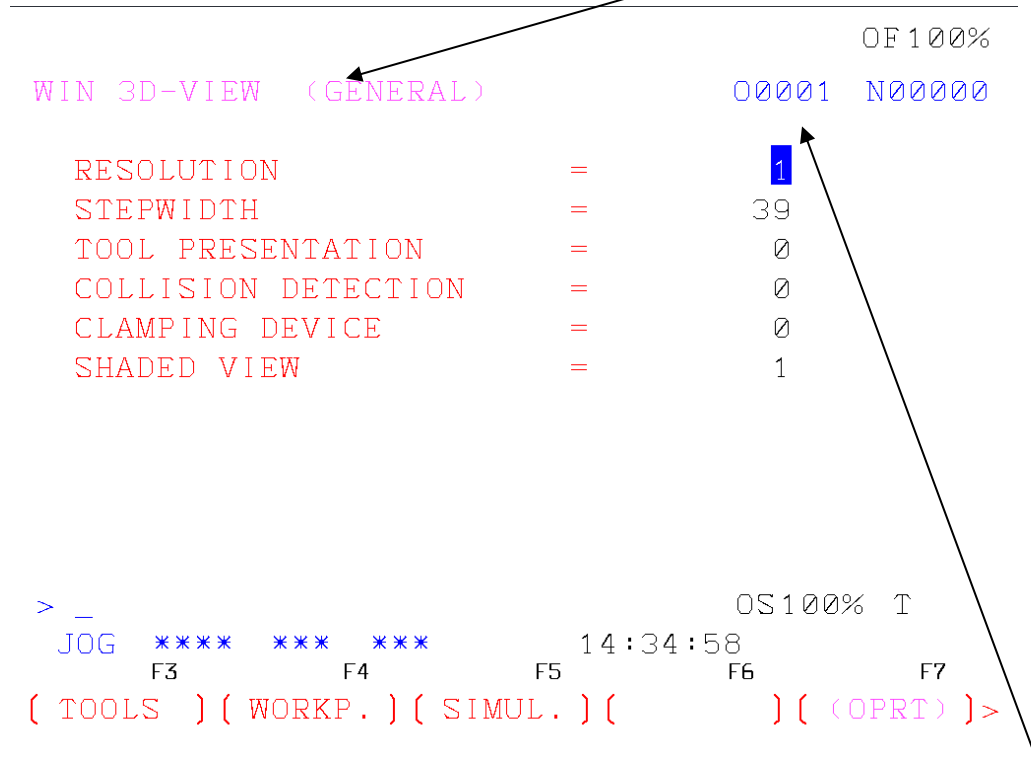 OF100%
WIN 3D-VIEW (GENERAL) O0001 N00000
RESOLUTION = 1
STEPWIDTH = 39
TOOL PRESENTATION = 0
COLLISION DETECTION = 0
CLAMPING DEVICE = 0
SHADED VIEW = 1
> _ OS100% T
JOG **** *** *** 14:34:58
F3 F4 F5 F6 F7
[ TOOLS ][ WORKP. ][ SIMUL. ][ ][ (OPRT) ]>